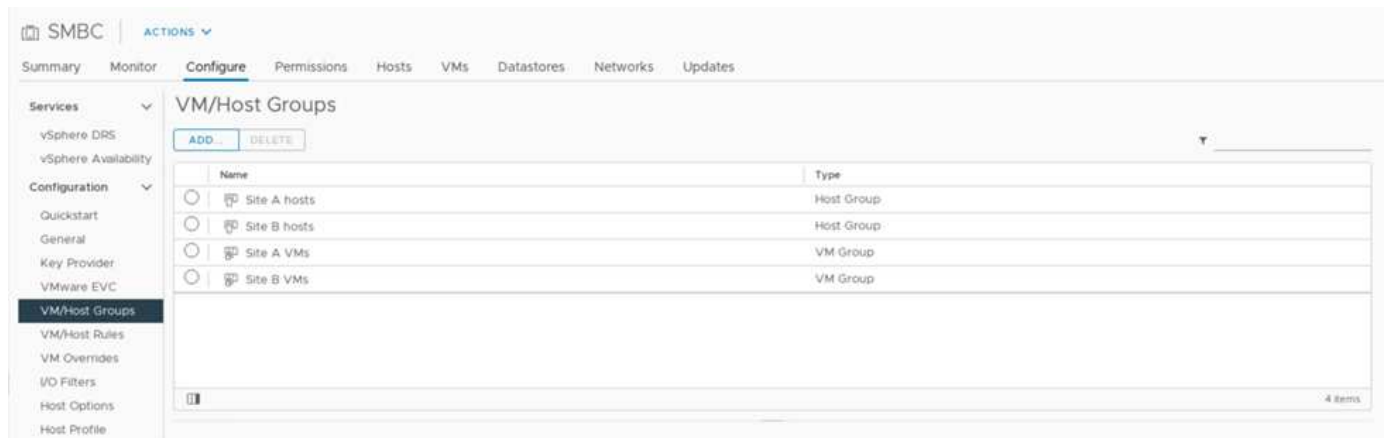 SMBC ACTIONS
Summary Monitor Configure Permissions Hosts VMs Datastores Networks Updates
Services
vSphere DRS
vSphere Availability
Configuration
Quickstart
General
Key Provider
VMware EVC
VM/Host Groups
VM/Host Rules
VM Overrides
I/O Filters
Host Options
Host Profile
VM/Host Groups
ADD... DELETE
Name Type
Site A hosts Host Group
Site B hosts Host Group
Site A VMs VM Group
Site B VMs VM Group
4 items